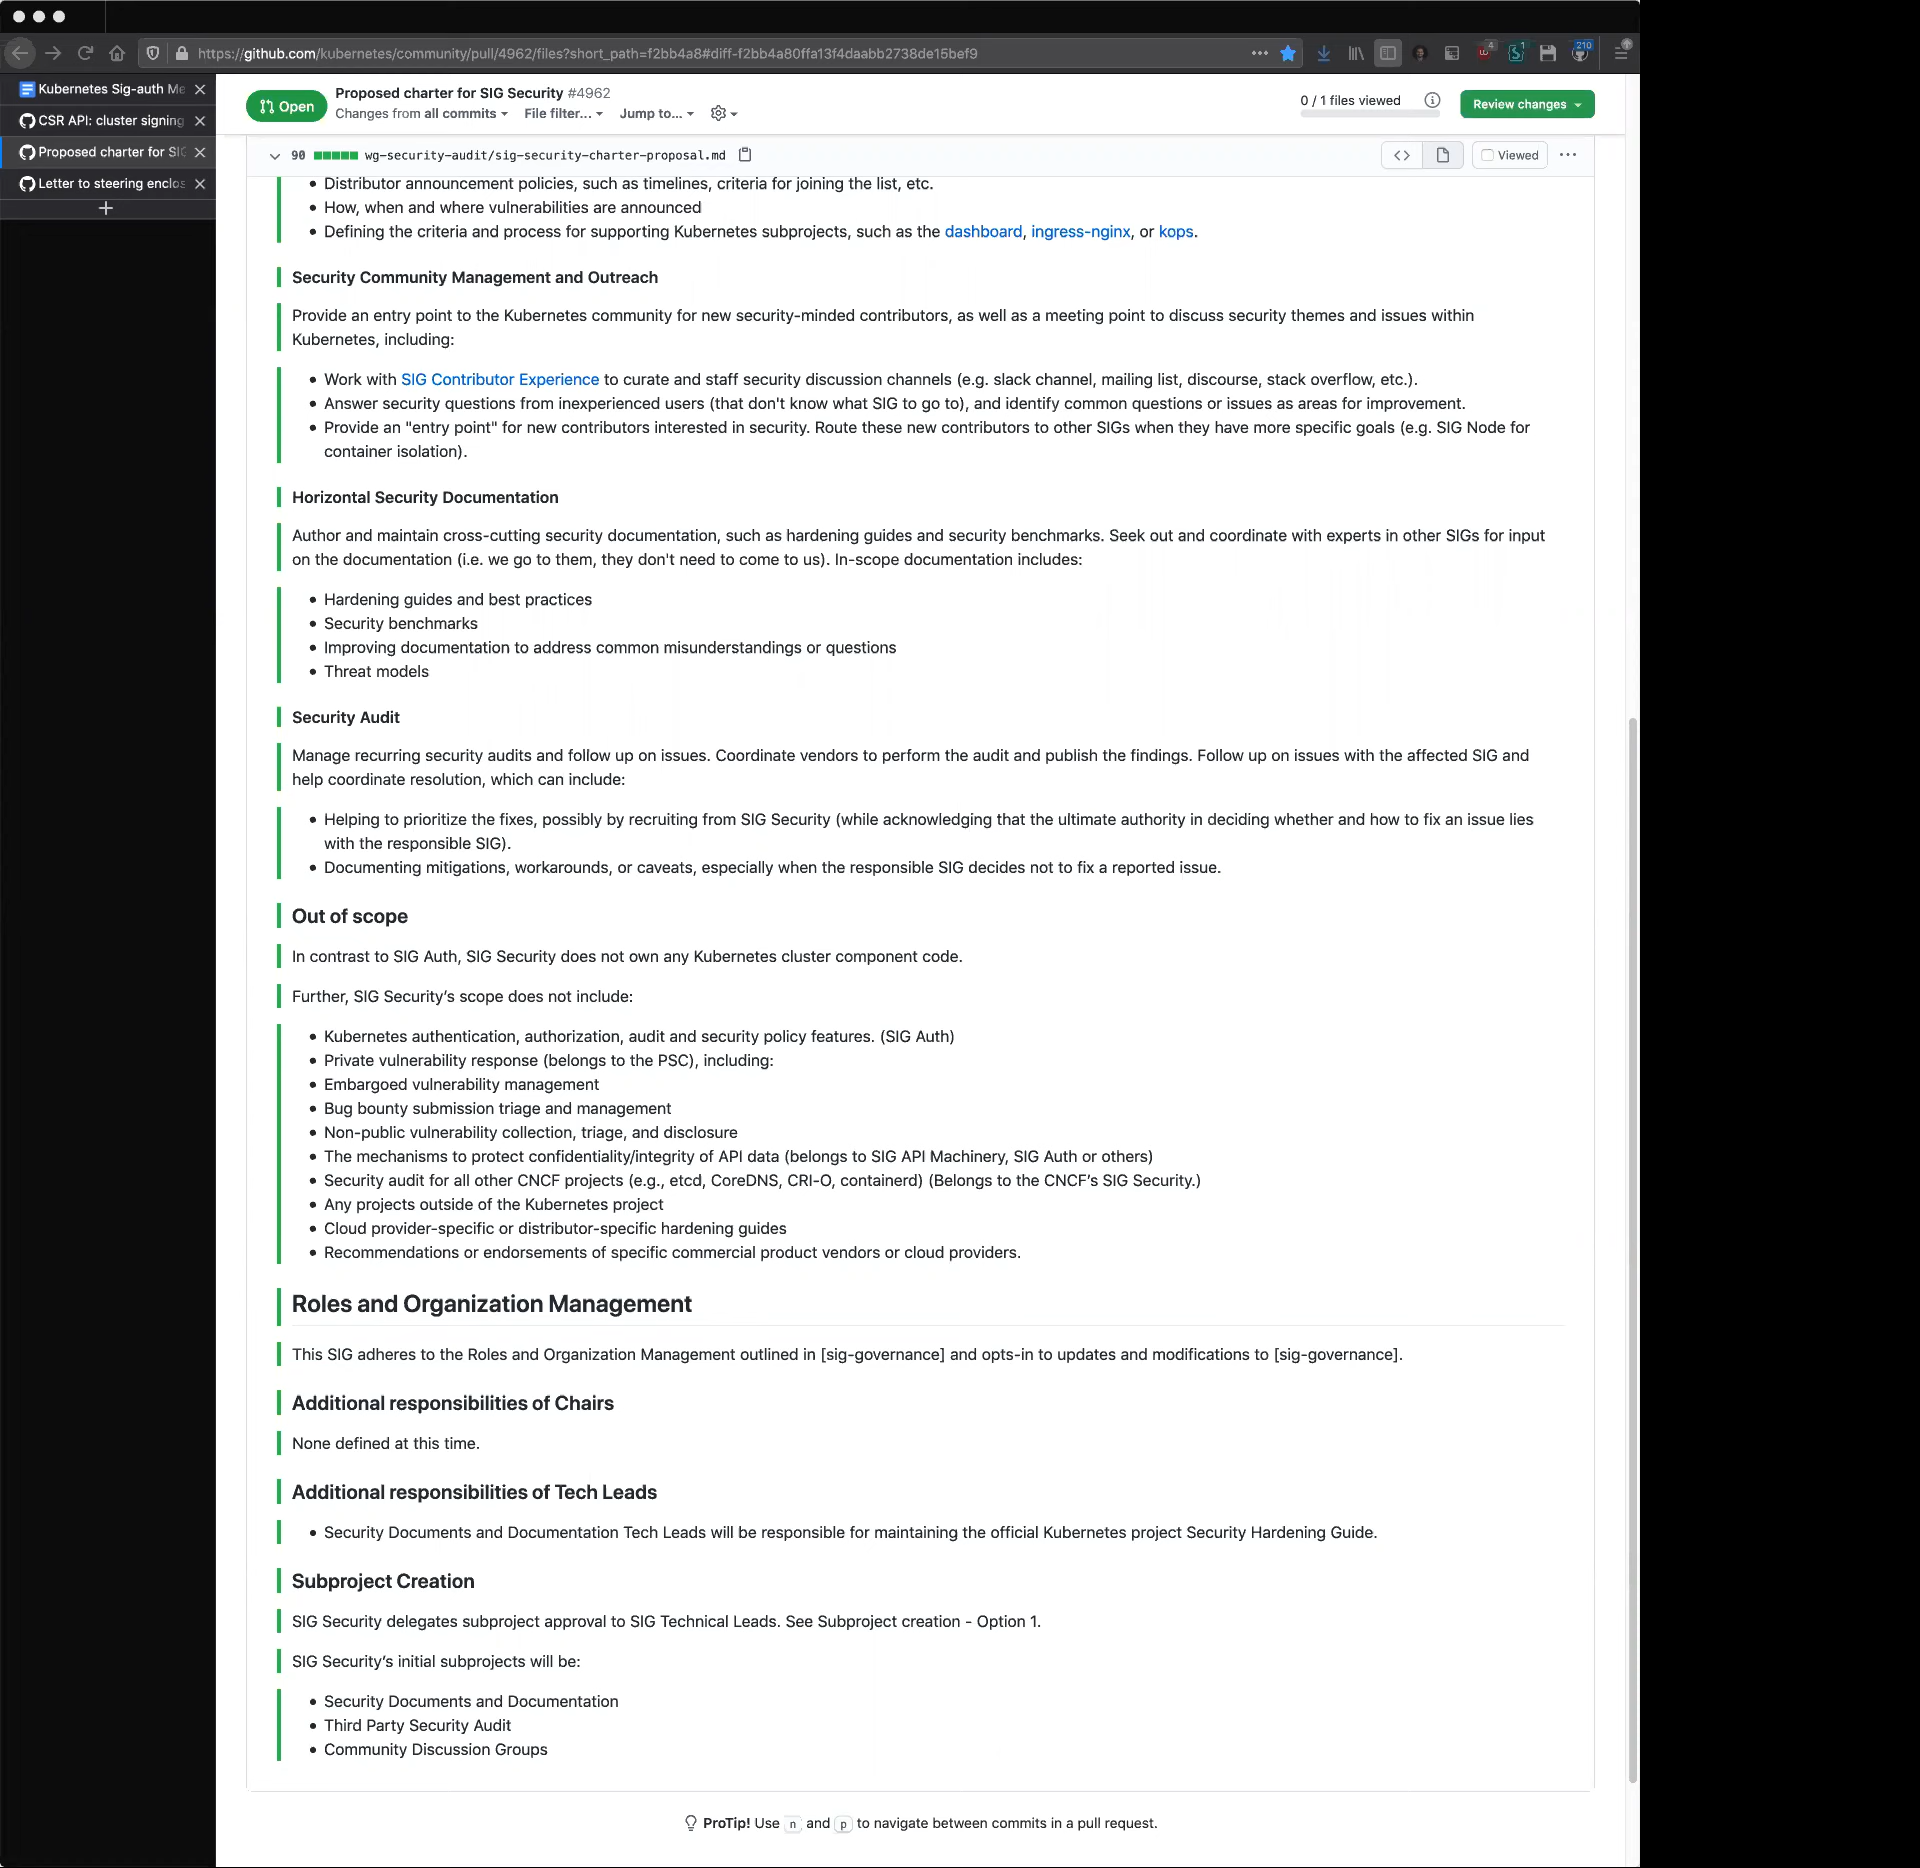 https://github.com/kubernetes/community/pull/4962/files?short_path=f2bb4a8#diff-f2bb4a80ffa13f4daabb2738de15bef9
4
1
210
Kubernetes Sig-auth Me
CSR API: cluster signing
Proposed charter for SIG
Letter to steering enclos
Open
Proposed charter for SIG Security #4962
Changes from all commits File filter... Jump to...
0 / 1 files viewed
Review changes
90 wg-security-audit/sig-security-charter-proposal.md
Viewed
• Distributor announcement policies, such as timelines, criteria for joining the list, etc.
• How, when and where vulnerabilities are announced
• Defining the criteria and process for supporting Kubernetes subprojects, such as the dashboard, ingress-nginx, or kops.
Security Community Management and Outreach
Provide an entry point to the Kubernetes community for new security-minded contributors, as well as a meeting point to discuss security themes and issues within
Kubernetes, including:
• Work with SIG Contributor Experience to curate and staff security discussion channels (e.g. slack channel, mailing list, discourse, stack overflow, etc.).
• Answer security questions from inexperienced users (that don't know what SIG to go to), and identify common questions or issues as areas for improvement.
• Provide an "entry point" for new contributors interested in security. Route these new contributors to other SIGs when they have more specific goals (e.g. SIG Node for
container isolation).
Horizontal Security Documentation
Author and maintain cross-cutting security documentation, such as hardening guides and security benchmarks. Seek out and coordinate with experts in other SIGs for input
on the documentation (i.e. we go to them, they don't need to come to us). In-scope documentation includes:
• Hardening guides and best practices
• Security benchmarks
• Improving documentation to address common misunderstandings or questions
• Threat models
Security Audit
Manage recurring security audits and follow up on issues. Coordinate vendors to perform the audit and publish the findings. Follow up on issues with the affected SIG and
help coordinate resolution, which can include:
• Helping to prioritize the fixes, possibly by recruiting from SIG Security (while acknowledging that the ultimate authority in deciding whether and how to fix an issue lies
with the responsible SIG).
• Documenting mitigations, workarounds, or caveats, especially when the responsible SIG decides not to fix a reported issue.
Out of scope
In contrast to SIG Auth, SIG Security does not own any Kubernetes cluster component code.
Further, SIG Security’s scope does not include:
• Kubernetes authentication, authorization, audit and security policy features. (SIG Auth)
• Private vulnerability response (belongs to the PSC), including:
• Embargoed vulnerability management
• Bug bounty submission triage and management
• Non-public vulnerability collection, triage, and disclosure
• The mechanisms to protect confidentiality/integrity of API data (belongs to SIG API Machinery, SIG Auth or others)
• Security audit for all other CNCF projects (e.g., etcd, CoreDNS, CRI-O, containerd) (Belongs to the CNCF’s SIG Security.)
• Any projects outside of the Kubernetes project
• Cloud provider-specific or distributor-specific hardening guides
• Recommendations or endorsements of specific commercial product vendors or cloud providers.
Roles and Organization Management
This SIG adheres to the Roles and Organization Management outlined in [sig-governance] and opts-in to updates and modifications to [sig-governance].
Additional responsibilities of Chairs
None defined at this time.
Additional responsibilities of Tech Leads
• Security Documents and Documentation Tech Leads will be responsible for maintaining the official Kubernetes project Security Hardening Guide.
Subproject Creation
SIG Security delegates subproject approval to SIG Technical Leads. See Subproject creation - Option 1.
SIG Security’s initial subprojects will be:
• Security Documents and Documentation
• Third Party Security Audit
• Community Discussion Groups
ProTip! Use n and p to navigate between commits in a pull request.